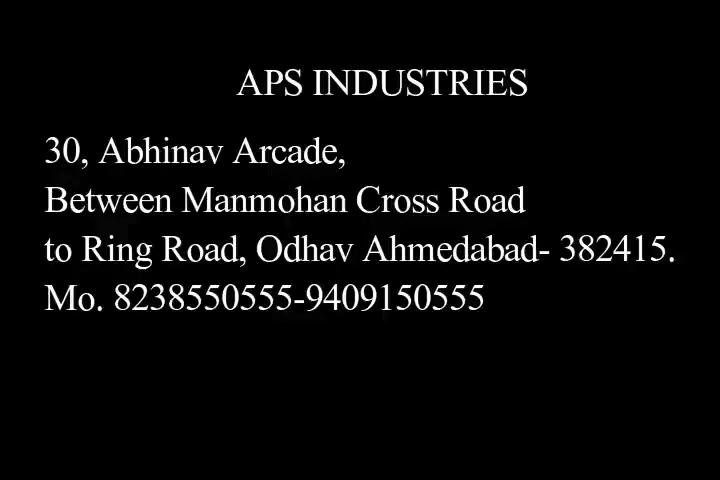 APS INDUSTRIES
30, Abhinav Arcade,
Between Manmohan Cross Road
to Ring Road, Odhav Ahmedabad- 382415.
Mo. 8238550555-9409150555